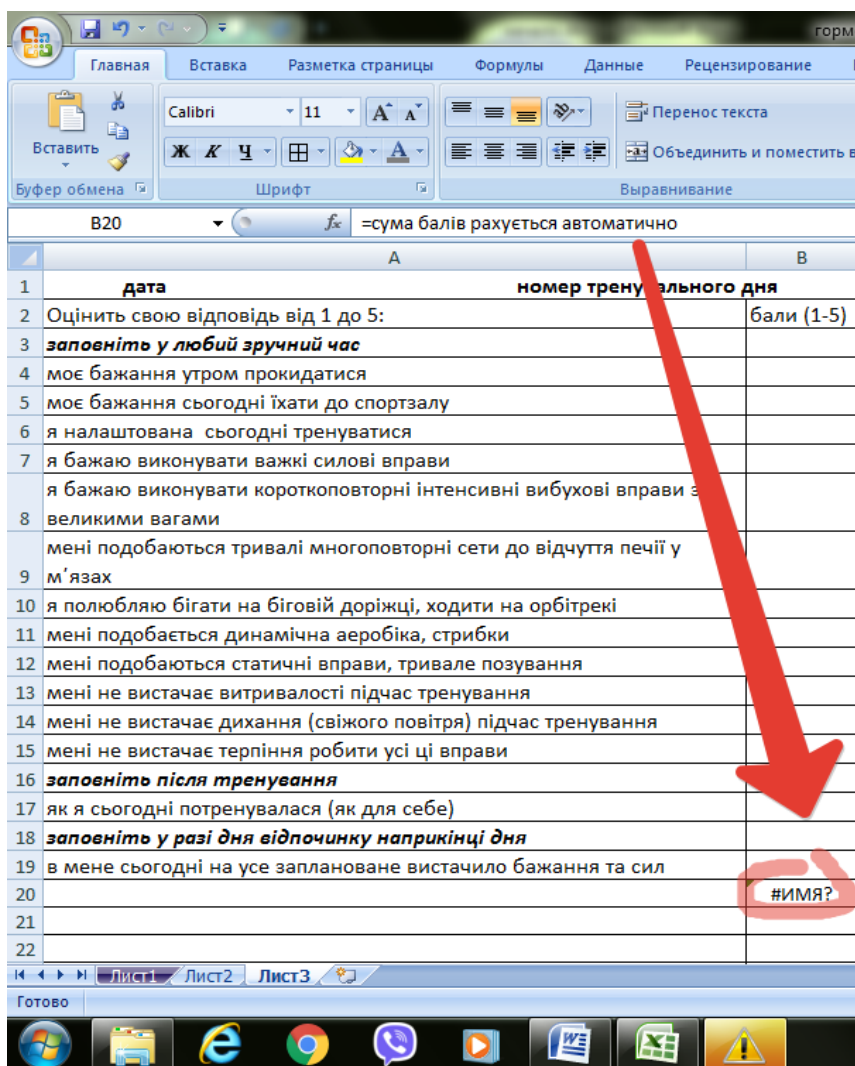 горм
Главная Вставка Разметка страницы Формулы Данные Рецензирование
Вставить
Calibri 11 A A
Перенос текста
Ж К Ч А
Объединить и поместить в
Буфер обмена Шрифт Выравнивание
B20 fx =сума балів рахується автоматично
A B
1 дата номер тренувального дня
2 Оцінить свою відповідь від 1 до 5: бали (1-5)
3 заповніть у любий зручний час
4 моє бажання утром прокидатися
5 моє бажання сьогодні їхати до спортзалу
6 я налаштована сьогодні тренуватися
7 я бажаю виконувати важкі силові вправи
я бажаю виконувати короткоповторні інтенсивні вибухові вправи з
8 великими вагами
мені подобаються тривалі многоповторні сети до відчуття печії у
9 м'язах
10 я полюбляю бігати на біговій доріжці, ходити на орбітрекі
11 мені подобається динамічна аеробіка, стрибки
12 мені подобаються статичні вправи, тривале позування
13 мені не вистачає витривалості підчас тренування
14 мені не вистачає дихання (свіжого повітря) підчас тренування
15 мені не вистачає терпіння робити усі ці вправи
16 заповніть після тренування
17 як я сьогодні потренувалася (як для себе)
18 заповніть у разі дня відпочинку наприкінці дня
19 в мене сьогодні на усе заплановане вистачило бажання та сил
20 #ИМЯ?
21
22
Лист1 Лист2 Лист3
Готово